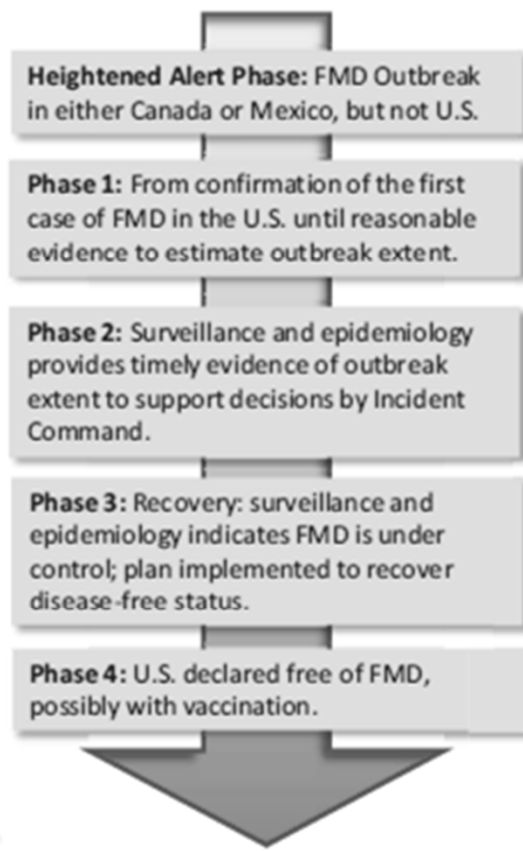 Heightened Alert Phase: FMD Outbreak
in either Canada or Mexico, but not U.S.
Phase 1: From confirmation of the first
case of FMD in the U.S. until reasonable
evidence to estimate outbreak extent.
Phase 2: Surveillance and epidemiology
provides timely evidence of outbreak
extent to support decisions by Incident
Command.
Phase 3: Recovery: surveillance and
epidemiology indicates FMD is under
control; plan implemented to recover
disease-free status.
Phase 4: U.S. declared free of FMD,
possibly with vaccination.